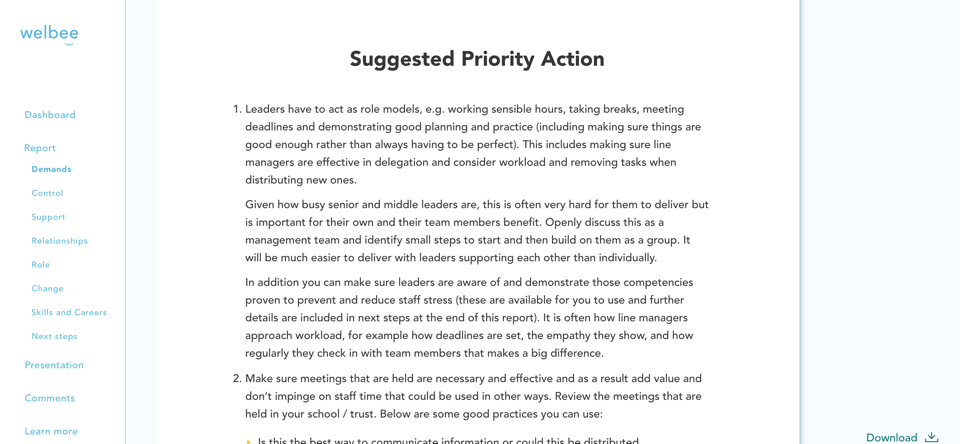 welbee
Dashboard
Report
Demands
Control
Support
Relationships
Role
Change
Skills and Careers
Next steps
Presentation
Comments
Learn more
Suggested Priority Action
1. Leaders have to act as role models, e.g. working sensible hours, taking breaks, meeting
deadlines and demonstrating good planning and practice (including making sure things are
good enough rather than always having to be perfect). This includes making sure line
managers are effective in delegation and consider workload and removing tasks when
distributing new ones.
Given how busy senior and middle leaders are, this is often very hard for them to deliver but
is important for their own and their team members benefit. Openly discuss this as a
management team and identify small steps to start and then build on them as a group. It
will be much easier to deliver with leaders supporting each other than individually.
In addition you can make sure leaders are aware of and demonstrate those competencies
proven to prevent and reduce staff stress (these are available for you to use and further
details are included in next steps at the end of this report). It is often how line managers
approach workload, for example how deadlines are set, the empathy they show, and how
regularly they check in with team members that makes a big difference.
2. Make sure meetings that are held are necessary and effective and as a result add value and
don't impinge on staff time that could be used in other ways. Review the meetings that are
held in your school / trust. Below are some good practices you can use:
• Is this the best way to communicate information or could this be distributed
Download